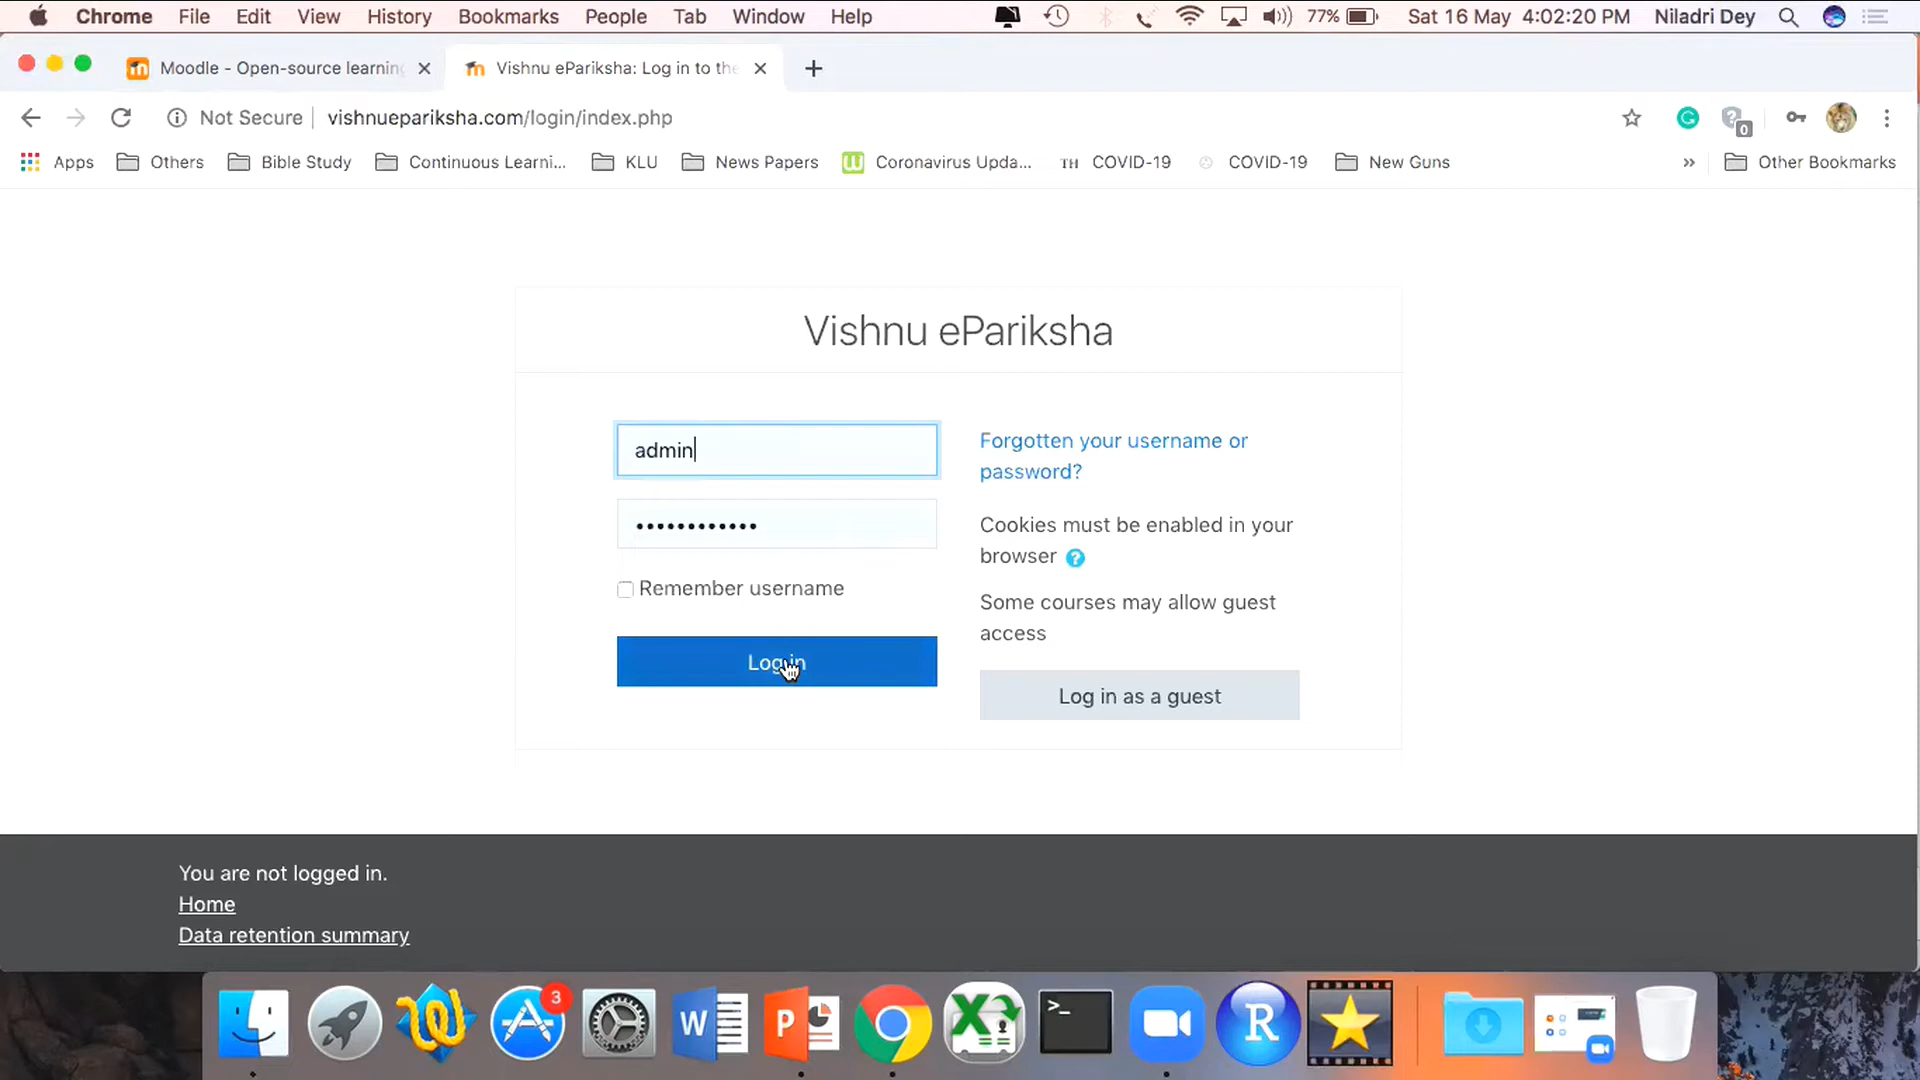 Chrome File Edit View History Bookmarks People Tab Window Help 77% Sat 16 May 4:02:20 PM Niladri Dey
Moodle - Open-source learning Vishnu ePariksha: Log in to the
Not Secure vishnuepariksha.com/login/index.php 0
Apps Others Bible Study Continuous Learni... KLU News Papers Coronavirus Upda... TH COVID-19 COVID-19 New Guns » Other Bookmarks
Vishnu ePariksha
admin
Forgotten your username or
password?
••••••••••••
Cookies must be enabled in your
browser ?
Remember username
Some courses may allow guest
access
Log in
Log in as a guest
You are not logged in.
Home
Data retention summary
3
W P X >_ R